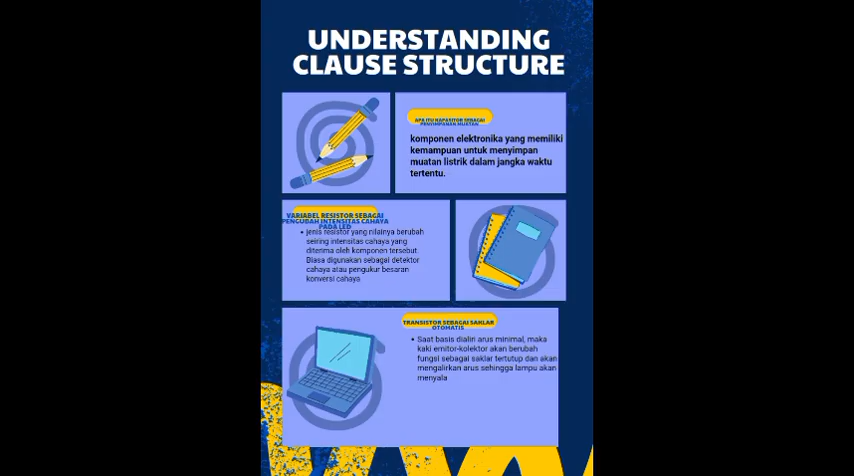 UNDERSTANDING
CLAUSE STRUCTURE
APA ITU KAPASITOR SEBAGAI
PENYIMPANAN MUATAN
komponen elektronika yang memiliki
kemampuan untuk menyimpan
muatan listrik dalam jangka waktu
tertentu.
VARIABEL RESISTOR SEBAGAI
PENGUBAH INTENSITAS CAHAYA
PADA LED
• jenis resistor yang nilainya berubah
seiring intensitas cahaya yang
diterima oleh komponen tersebut.
Biasa digunakan sebagai detektor
cahaya atau pengukur besaran
konversi cahaya
TRANSISTOR SEBAGAI SAKLAR
OTOMATIS
• Saat basis dialiri arus minimal, maka
kaki emitor-kolektor akan berubah
fungsi sebagai saklar tertutup dan akan
mengalirkan arus sehingga lampu akan
menyala